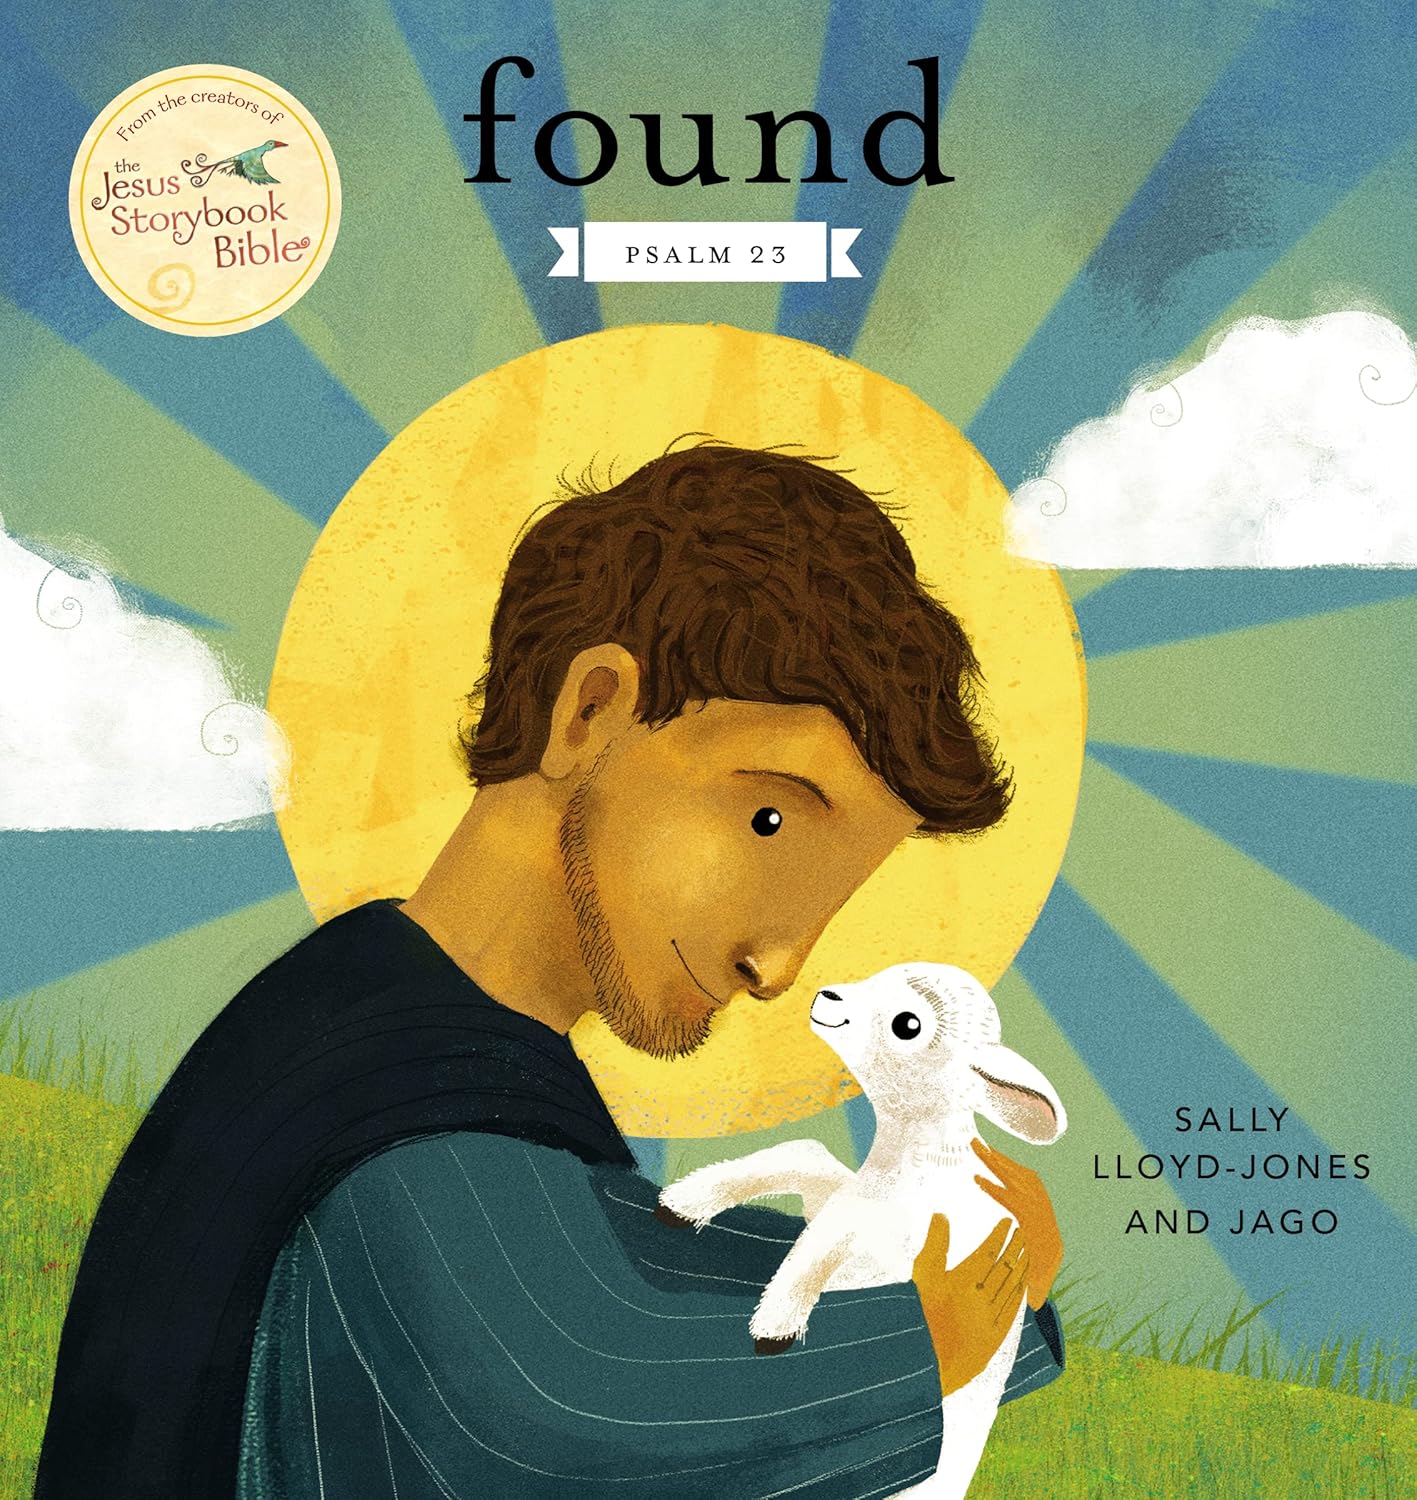 found
PSALM 23
From the creators of
the
Jesus
Storybook
Bible
SALLY
LLOYD-JONES
AND JAGO